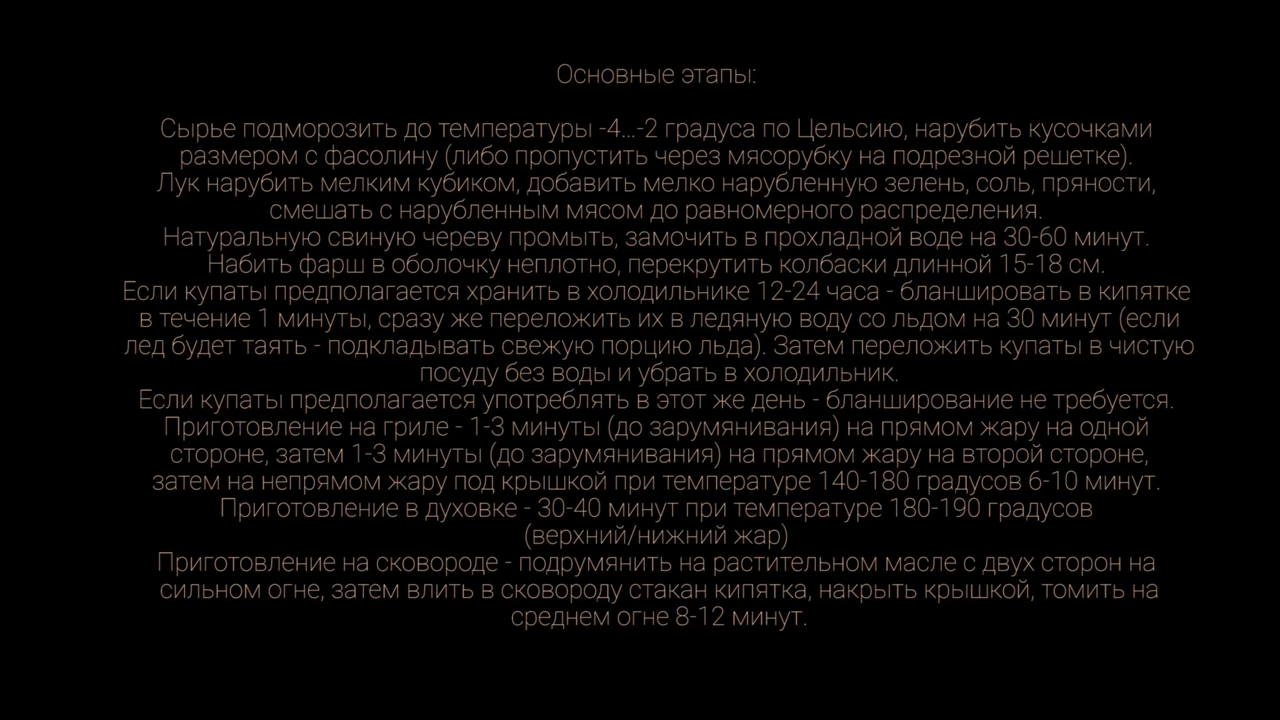 Основные этапы:
Сырье подморозить до температуры -4...-2 градуса по Цельсию, нарубить кусочками
размером с фасолину (либо пропустить через мясорубку на подрезной решетке).
Лук нарубить мелким кубиком, добавить мелко нарубленную зелень, соль, пряности,
смешать с нарубленным мясом до равномерного распределения.
Натуральную свиную череву промыть, замочить в прохладной воде на 30-60 минут.
Набить фарш в оболочку неплотно, перекрутить колбаски длинной 15-18 см.
Если купаты предполагается хранить в холодильнике 12-24 часа - бланшировать в кипятке
в течение 1 минуты, сразу же переложить их в ледяную воду со льдом на 30 минут (если
лед будет таять - подкладывать свежую порцию льда). Затем переложить купаты в чистую
посуду без воды и убрать в холодильник.
Если купаты предполагается употреблять в этот же день - бланширование не требуется.
Приготовление на гриле - 1-3 минуты (до зарумянивания) на прямом жару на одной
стороне, затем 1-3 минуты (до зарумянивания) на прямом жару на второй стороне,
затем на непрямом жару под крышкой при температуре 140-180 градусов 6-10 минут.
Приготовление в духовке - 30-40 минут при температуре 180-190 градусов
(верхний/нижний жар)
Приготовление на сковороде - подрумянить на растительном масле с двух сторон на
сильном огне, затем влить в сковороду стакан кипятка, накрыть крышкой, томить на
среднем огне 8-12 минут.